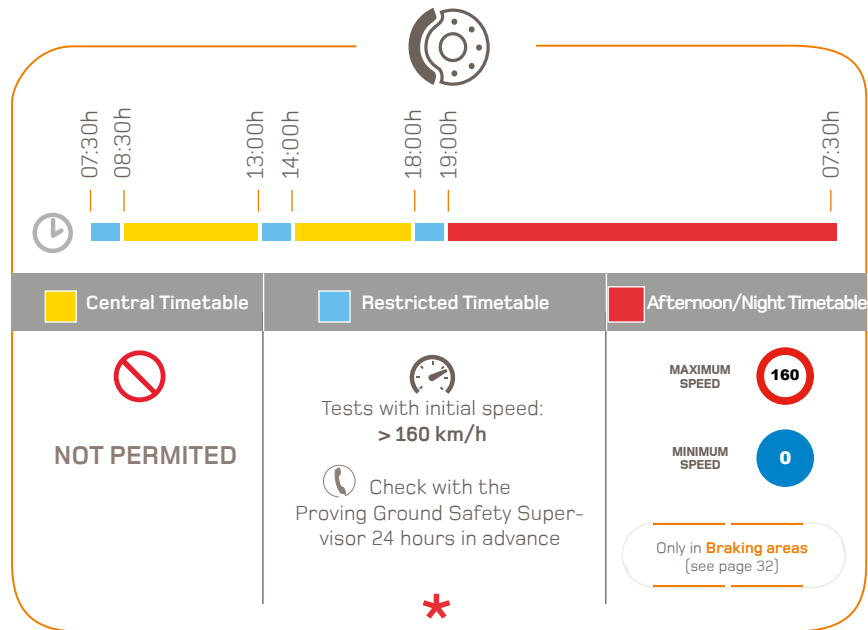 07:30h
08:30h
13:00h
14:00h
18:00h
19:00h
07:30h
Central Timetable
Restricted Timetable
Afternoon/Night Timetable
NOT PERMITED
Tests with initial speed:
> 160 km/h
Check with the
Proving Ground Safety Super-
visor 24 hours in advance
*
MAXIMUM
SPEED
160
MINIMUM
SPEED
0
Only in Braking areas
(see page 32)